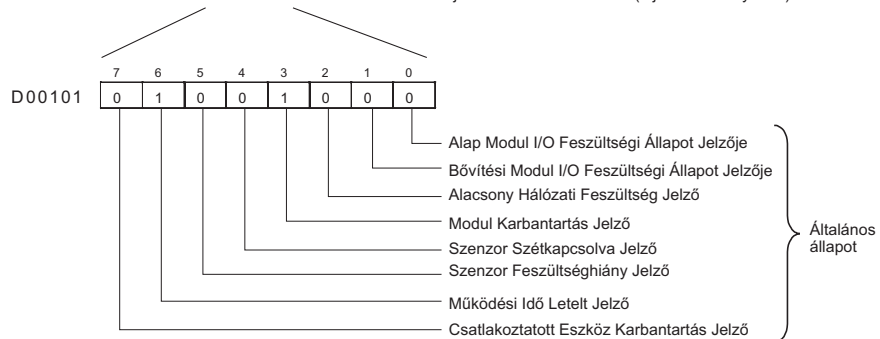 7 6 5 4 3 2 1 0
D00101 0 1 0 0 1 0 0 0
Alap Modul I/O Feszültségi Állapot Jelzője
Bővítési Modul I/O Feszültségi Állapot Jelzője
Alacsony Hálózati Feszültség Jelző
Modul Karbantartás Jelző
Szenzor Szétkapcsolva Jelző
Szenzor Feszültséghiány Jelző
Működési Idő Letelt Jelző
Csatlakoztatott Eszköz Karbantartás Jelző
Általános
állapot